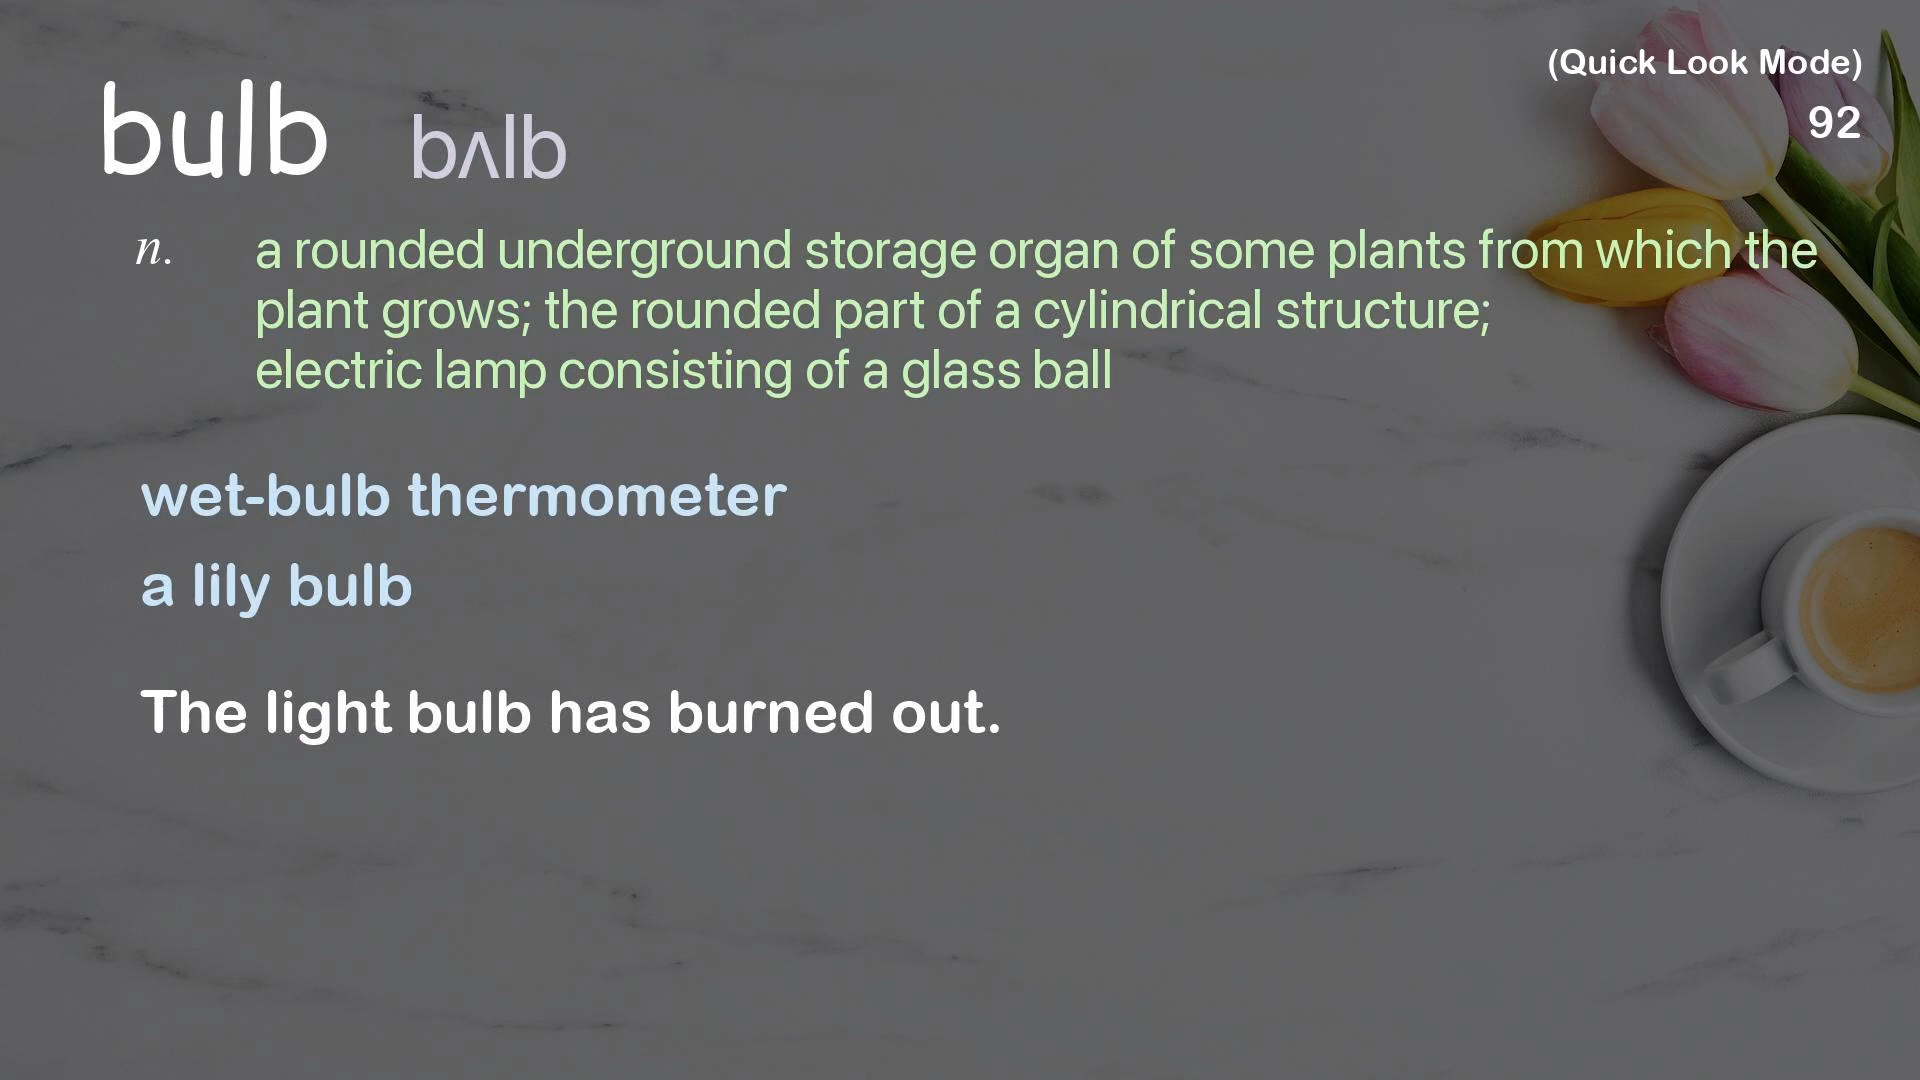 (Quick Look Mode)
92
bulb bʌlb
n. a rounded underground storage organ of some plants from which the
plant grows; the rounded part of a cylindrical structure;
electric lamp consisting of a glass ball
wet-bulb thermometer
a lily bulb
The light bulb has burned out.